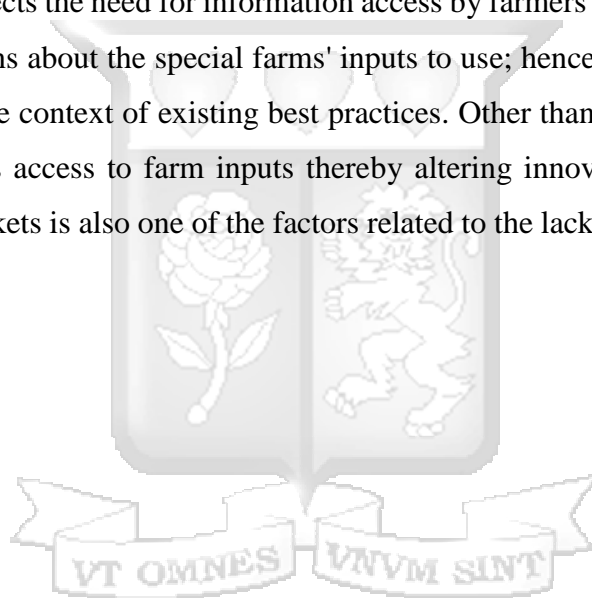 ects the need for information access by farmers
ns about the special farms' inputs to use; hence
e context of existing best practices. Other than
s access to farm inputs thereby altering innov
kets is also one of the factors related to the lack
VT OMNES VNVM SINT